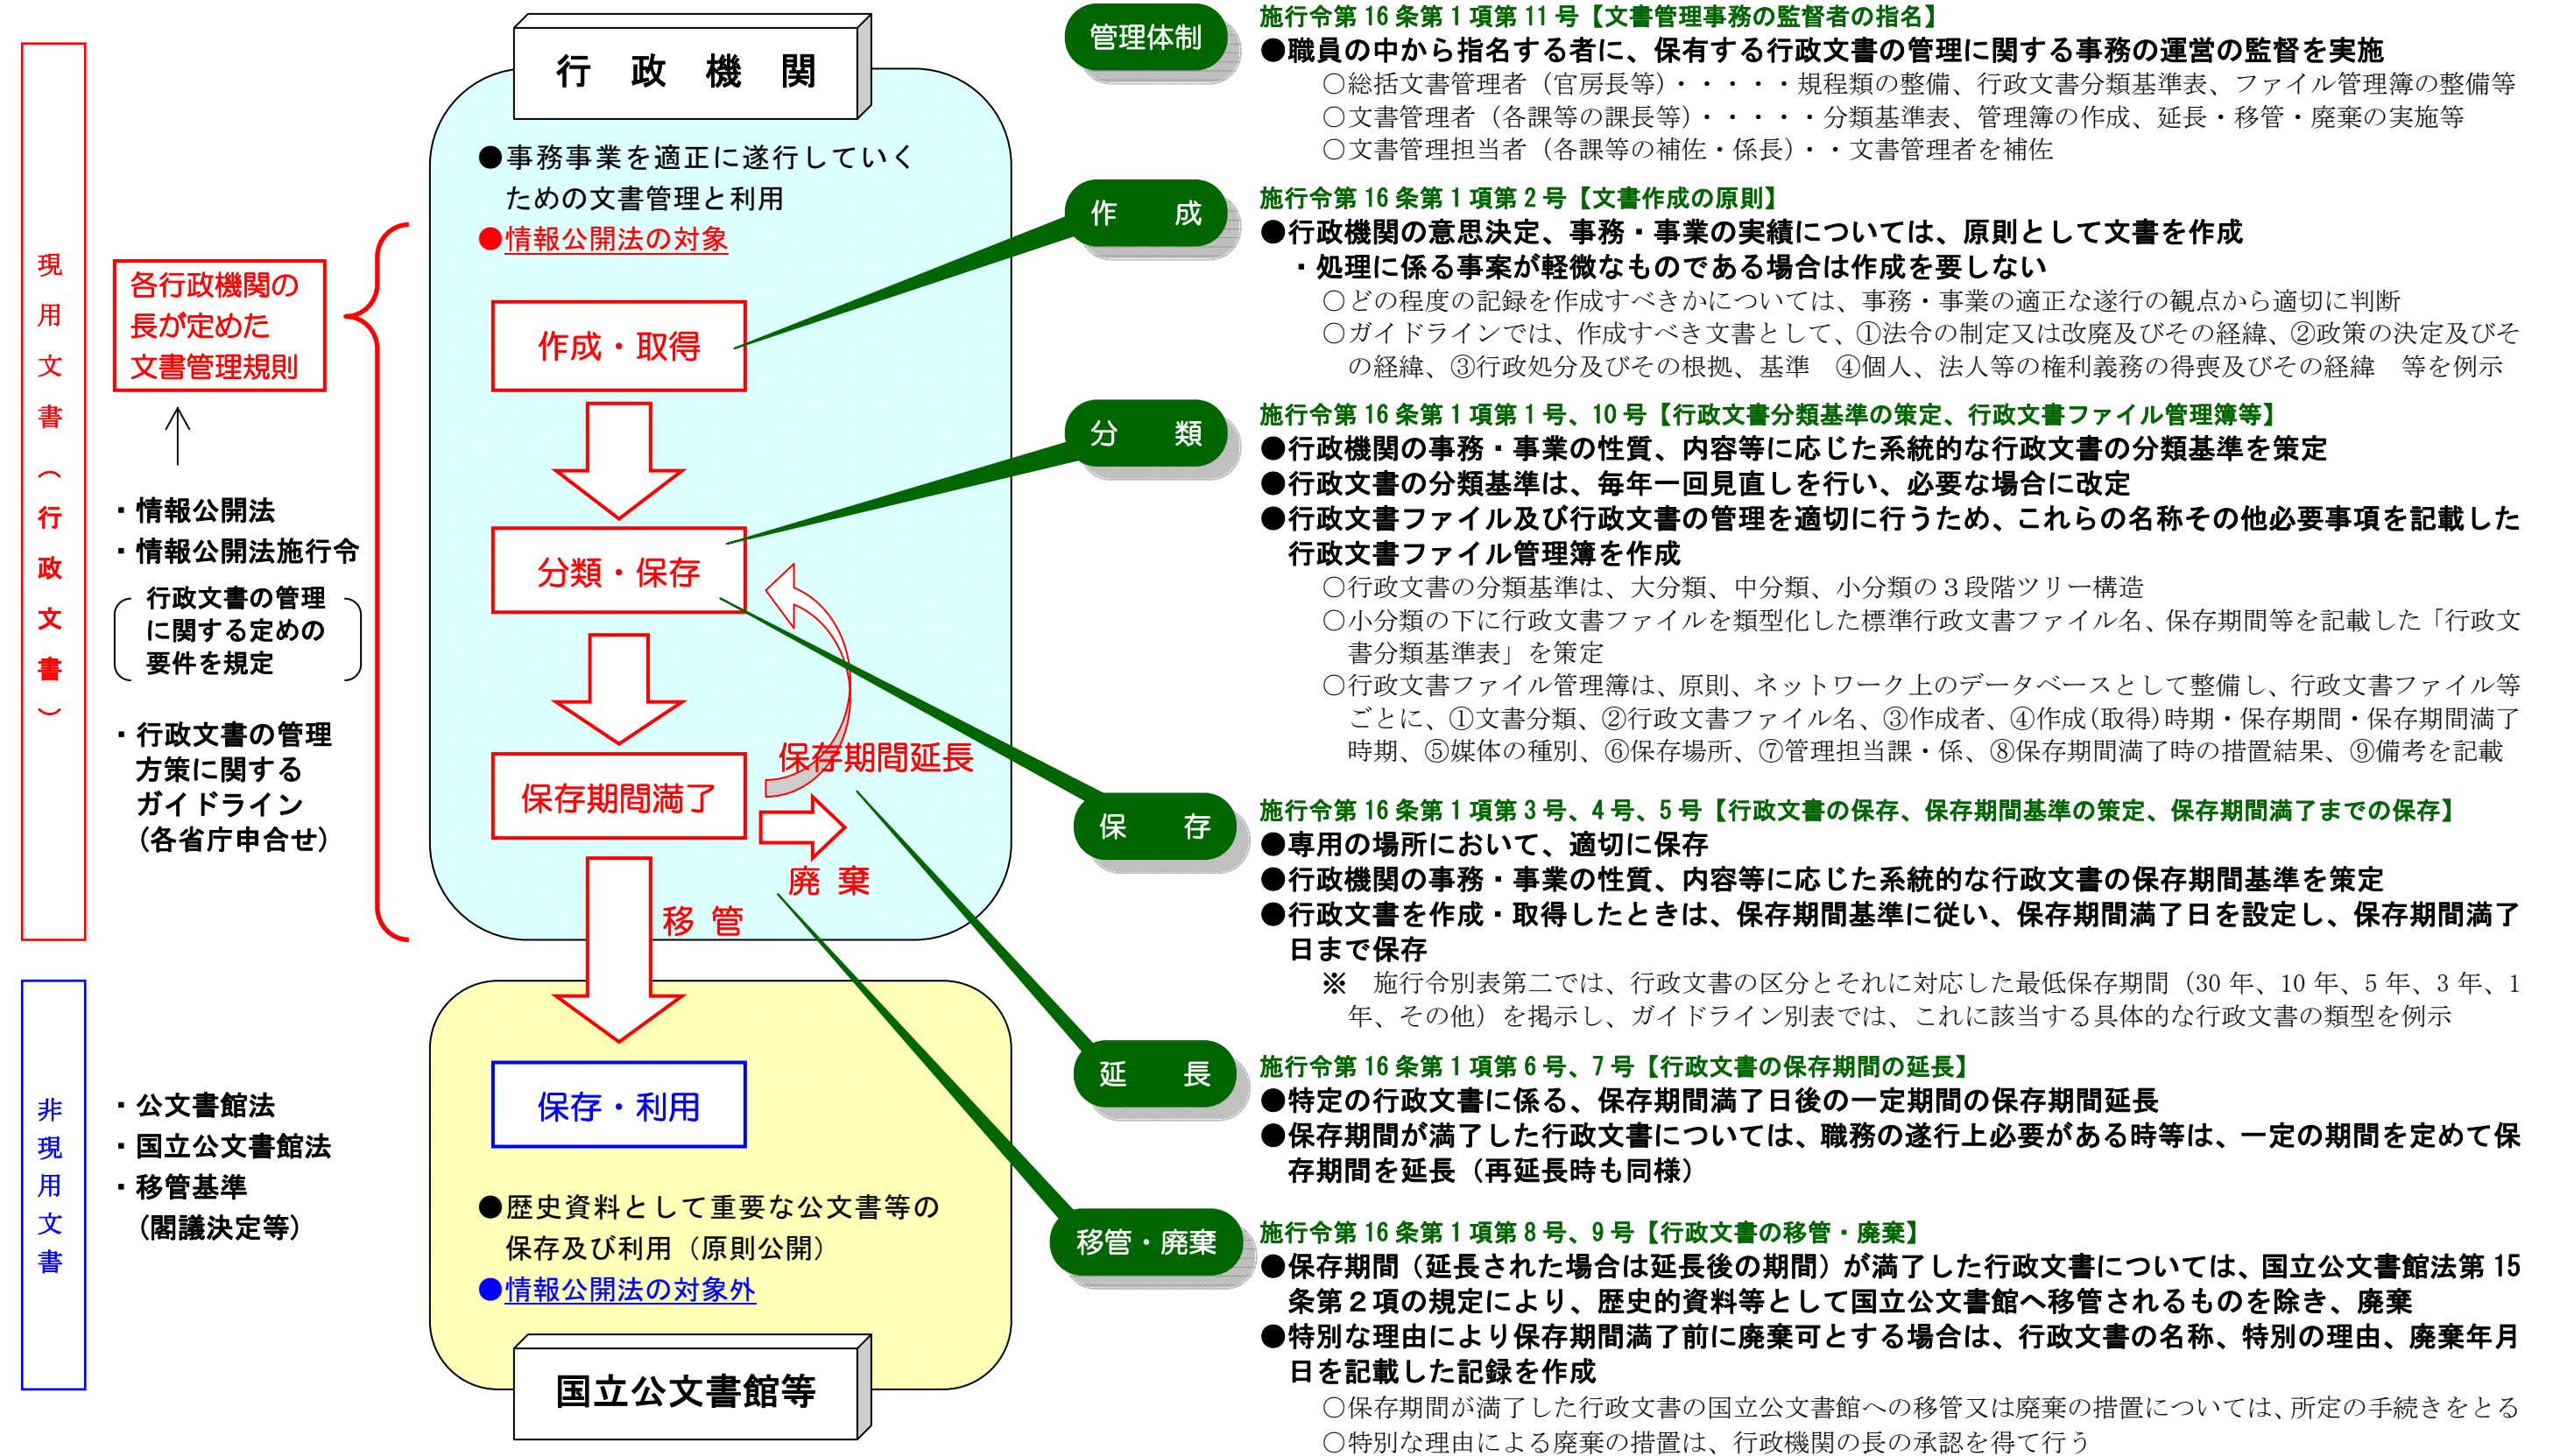 現用文書（行政文書）
各行政機関の
長が定めた
文書管理規則
・情報公開法
・情報公開法施行令
行政文書の管理
に関する定めの
要件を規定
・行政文書の管理
方策に関する
ガイドライン
（各省庁申合せ）
非現用文書
・公文書館法
・国立公文書館法
・移管基準
（閣議決定等）
行　政　機　関
●事務事業を適正に遂行していく
ための文書管理と利用
●情報公開法の対象
作成・取得
分類・保存
保存期間延長
保存期間満了
廃 棄
移 管
保存・利用
●歴史資料として重要な公文書等の
保存及び利用（原則公開）
●情報公開法の対象外
国立公文書館等
管理体制
施行令第 16 条第１項第 11 号【文書管理事務の監督者の指名】
●職員の中から指名する者に、保有する行政文書の管理に関する事務の運営の監督を実施
○総括文書管理者（官房長等）・・・・・規程類の整備、行政文書分類基準表、ファイル管理簿の整備等
○文書管理者（各課等の課長等）・・・・・分類基準表、管理簿の作成、延長・移管・廃棄の実施等
○文書管理担当者（各課等の補佐・係長）・・文書管理者を補佐
作　　成
施行令第 16 条第１項第２号【文書作成の原則】
●行政機関の意思決定、事務・事業の実績については、原則として文書を作成
・処理に係る事案が軽微なものである場合は作成を要しない
○どの程度の記録を作成すべきかについては、事務・事業の適正な遂行の観点から適切に判断
○ガイドラインでは、作成すべき文書として、①法令の制定又は改廃及びその経緯、②政策の決定及びそ
の経緯、③行政処分及びその根拠、基準　④個人、法人等の権利義務の得喪及びその経緯　等を例示
分　　類
施行令第 16 条第１項第１号、10 号【行政文書分類基準の策定、行政文書ファイル管理簿等】
●行政機関の事務・事業の性質、内容等に応じた系統的な行政文書の分類基準を策定
●行政文書の分類基準は、毎年一回見直しを行い、必要な場合に改定
●行政文書ファイル及び行政文書の管理を適切に行うため、これらの名称その他必要事項を記載した
行政文書ファイル管理簿を作成
○行政文書の分類基準は、大分類、中分類、小分類の３段階ツリー構造
○小分類の下に行政文書ファイルを類型化した標準行政文書ファイル名、保存期間等を記載した「行政文
書分類基準表」を策定
○行政文書ファイル管理簿は、原則、ネットワーク上のデータベースとして整備し、行政文書ファイル等
ごとに、①文書分類、②行政文書ファイル名、③作成者、④作成(取得)時期・保存期間・保存期間満了
時期、⑤媒体の種別、⑥保存場所、⑦管理担当課・係、⑧保存期間満了時の措置結果、⑨備考を記載
保　　存
施行令第 16 条第１項第３号、４号、５号【行政文書の保存、保存期間基準の策定、保存期間満了までの保存】
●専用の場所において、適切に保存
●行政機関の事務・事業の性質、内容等に応じた系統的な行政文書の保存期間基準を策定
●行政文書を作成・取得したときは、保存期間基準に従い、保存期間満了日を設定し、保存期間満了
日まで保存
※　施行令別表第二では、行政文書の区分とそれに対応した最低保存期間（30 年、10 年、5 年、3 年、1
年、その他）を掲示し、ガイドライン別表では、これに該当する具体的な行政文書の類型を例示
延　　長
施行令第 16 条第１項第６号、７号【行政文書の保存期間の延長】
●特定の行政文書に係る、保存期間満了日後の一定期間の保存期間延長
●保存期間が満了した行政文書については、職務の遂行上必要がある時等は、一定の期間を定めて保
存期間を延長（再延長時も同様）
移管・廃棄
施行令第 16 条第１項第８号、９号【行政文書の移管・廃棄】
●保存期間（延長された場合は延長後の期間）が満了した行政文書については、国立公文書館法第 15
条第２項の規定により、歴史的資料等として国立公文書館へ移管されるものを除き、廃棄
●特別な理由により保存期間満了前に廃棄可とする場合は、行政文書の名称、特別の理由、廃棄年月
日を記載した記録を作成
○保存期間が満了した行政文書の国立公文書館への移管又は廃棄の措置については、所定の手続きをとる
○特別な理由による廃棄の措置は、行政機関の長の承認を得て行う